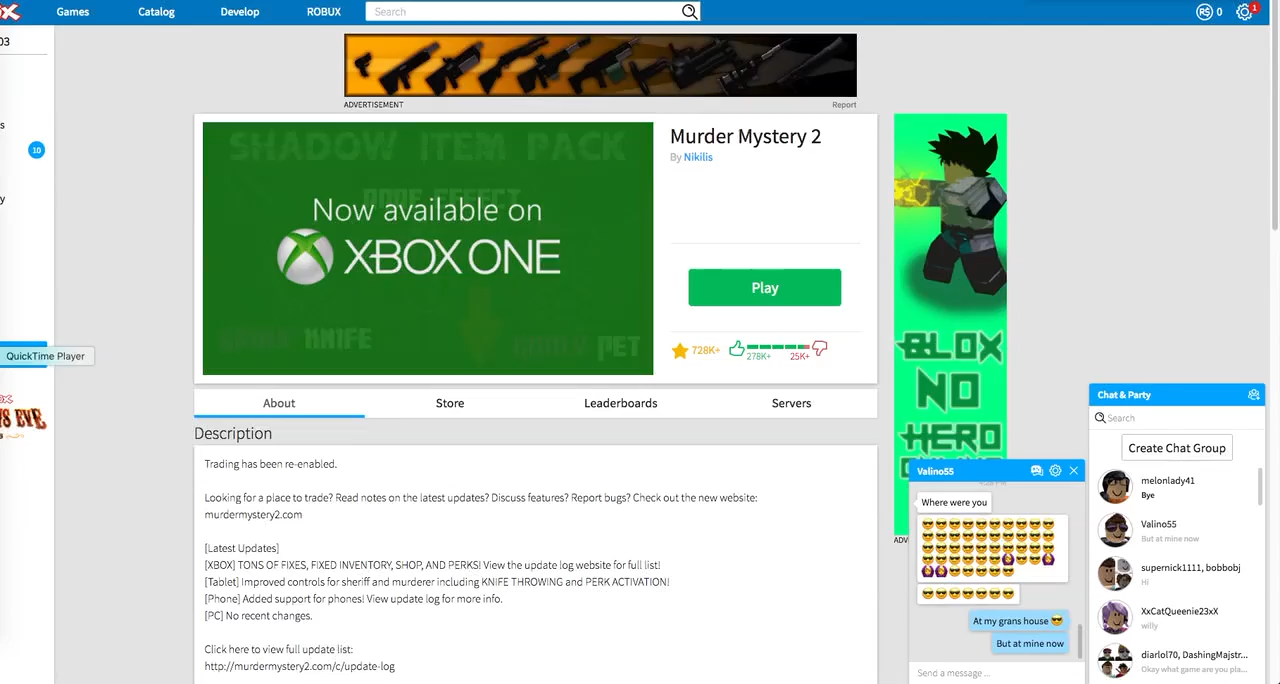 Games Catalog Develop ROBUX Search 0 1
03
ADVERTISEMENT Report
SHADOW ITEM PACK
Now available on
XBOX ONE
KNIFE
PET
Murder Mystery 2
By Nikilis
Play
728K+ 278K+ 25K+
10
QuickTime Player
About Store Leaderboards Servers
Description
Trading has been re-enabled.
Looking for a place to trade? Read notes on the latest updates? Discuss features? Report bugs? Check out the new website:
murdermystery2.com
[Latest Updates]
[XBOX] TONS OF FIXES, FIXED INVENTORY, SHOP, AND PERKS! View the update log website for full list!
[Tablet] Improved controls for sheriff and murderer including KNIFE THROWING and PERK ACTIVATION!
[Phone] Added support for phones! View update log for more info.
[PC] No recent changes.
Click here to view full update list:
http://murdermystery2.com/c/update-log
BLOX
NO
HERO
Valino55
Where were you
😎😎😎😎😎😎😎😎😎😎
At my grans house 😎
But at mine now
Send a message ...
Chat & Party
Search
Create Chat Group
melonlady41
Bye
Valino55
But at mine now
supernick1111, bobbobj
Hi
XxCatQueenie23xX
willy
diarlol70, DashingMajstr...
Okay what game are you pla...